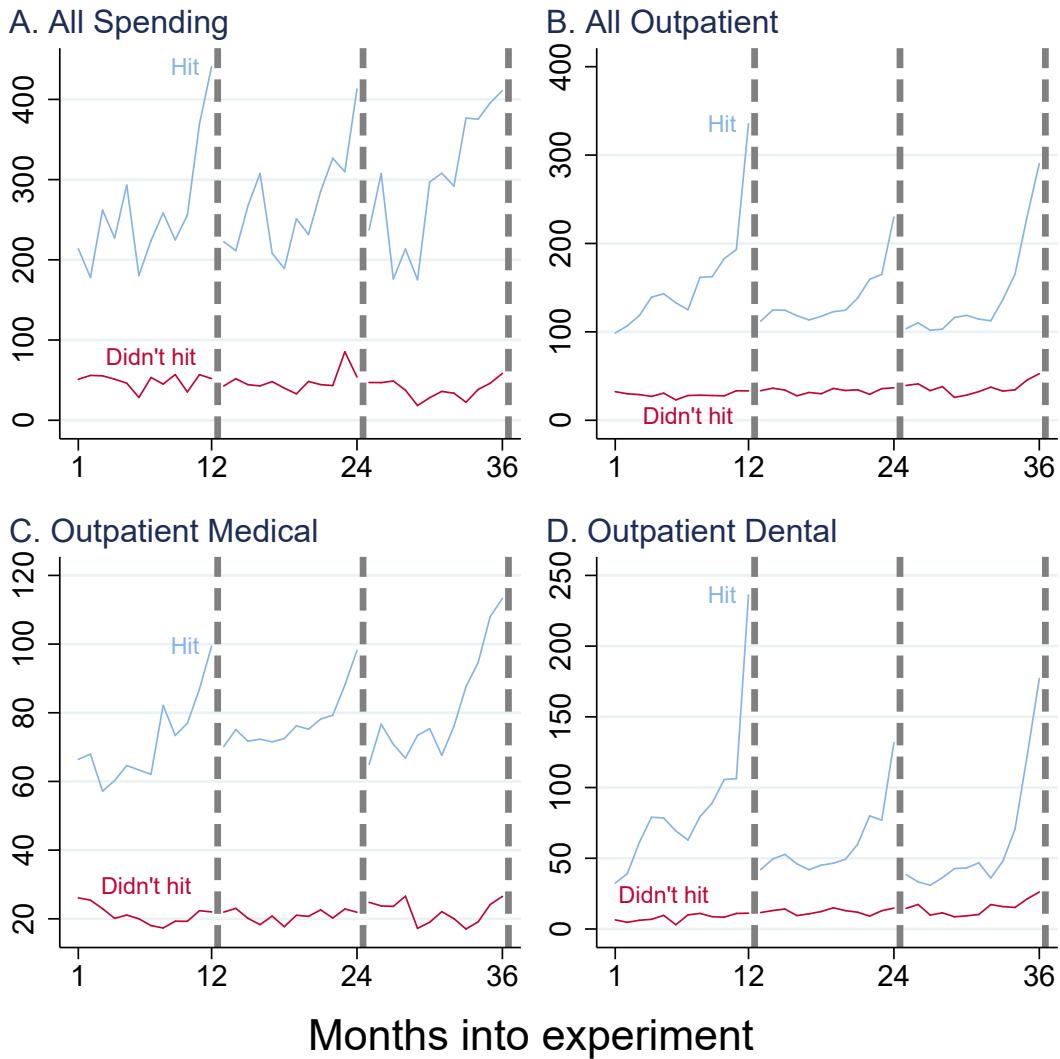 A. All Spending
400
300
200
100
0
Hit
Didn't hit
1 12 24 36
B. All Outpatient
400
300
200
100
0
Hit
Didn't hit
1 12 24 36
C. Outpatient Medical
120
100
80
60
40
20
Hit
Didn't hit
1 12 24 36
D. Outpatient Dental
250
200
150
100
50
0
Hit
Didn't hit
1 12 24 36
Months into experiment